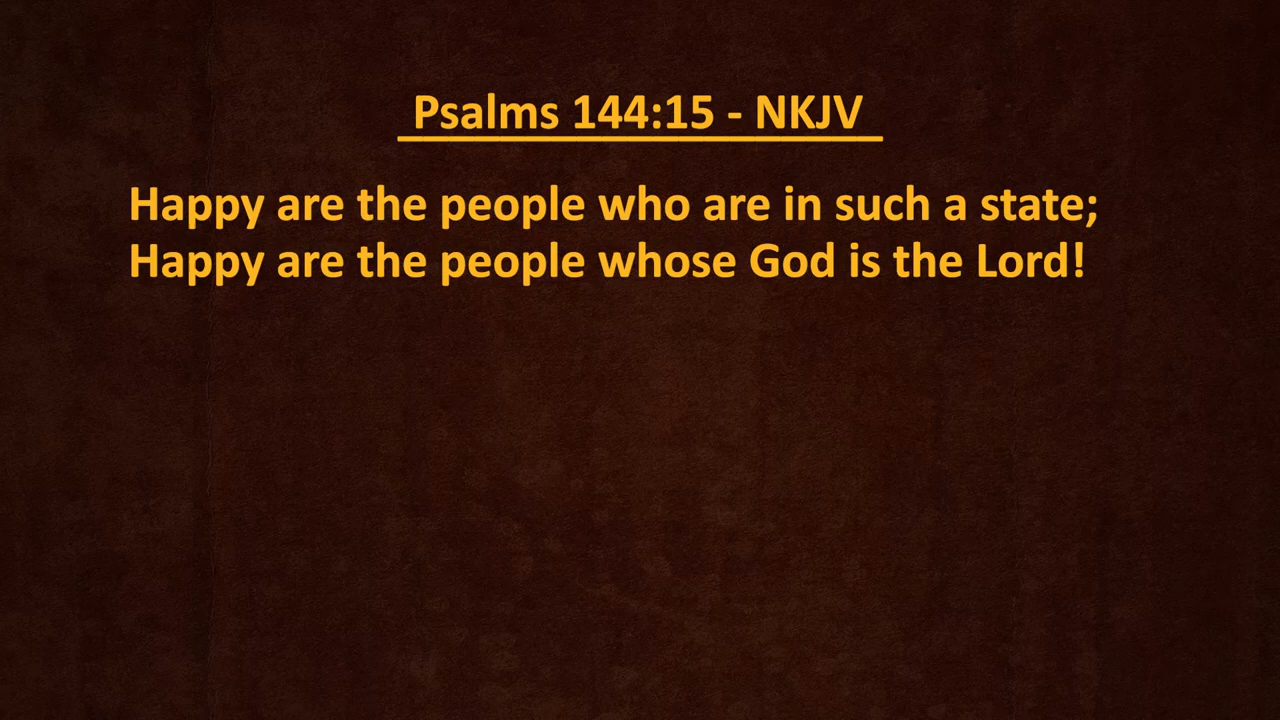 Psalms 144:15 - NKJV
Happy are the people who are in such a state;
Happy are the people whose God is the Lord!